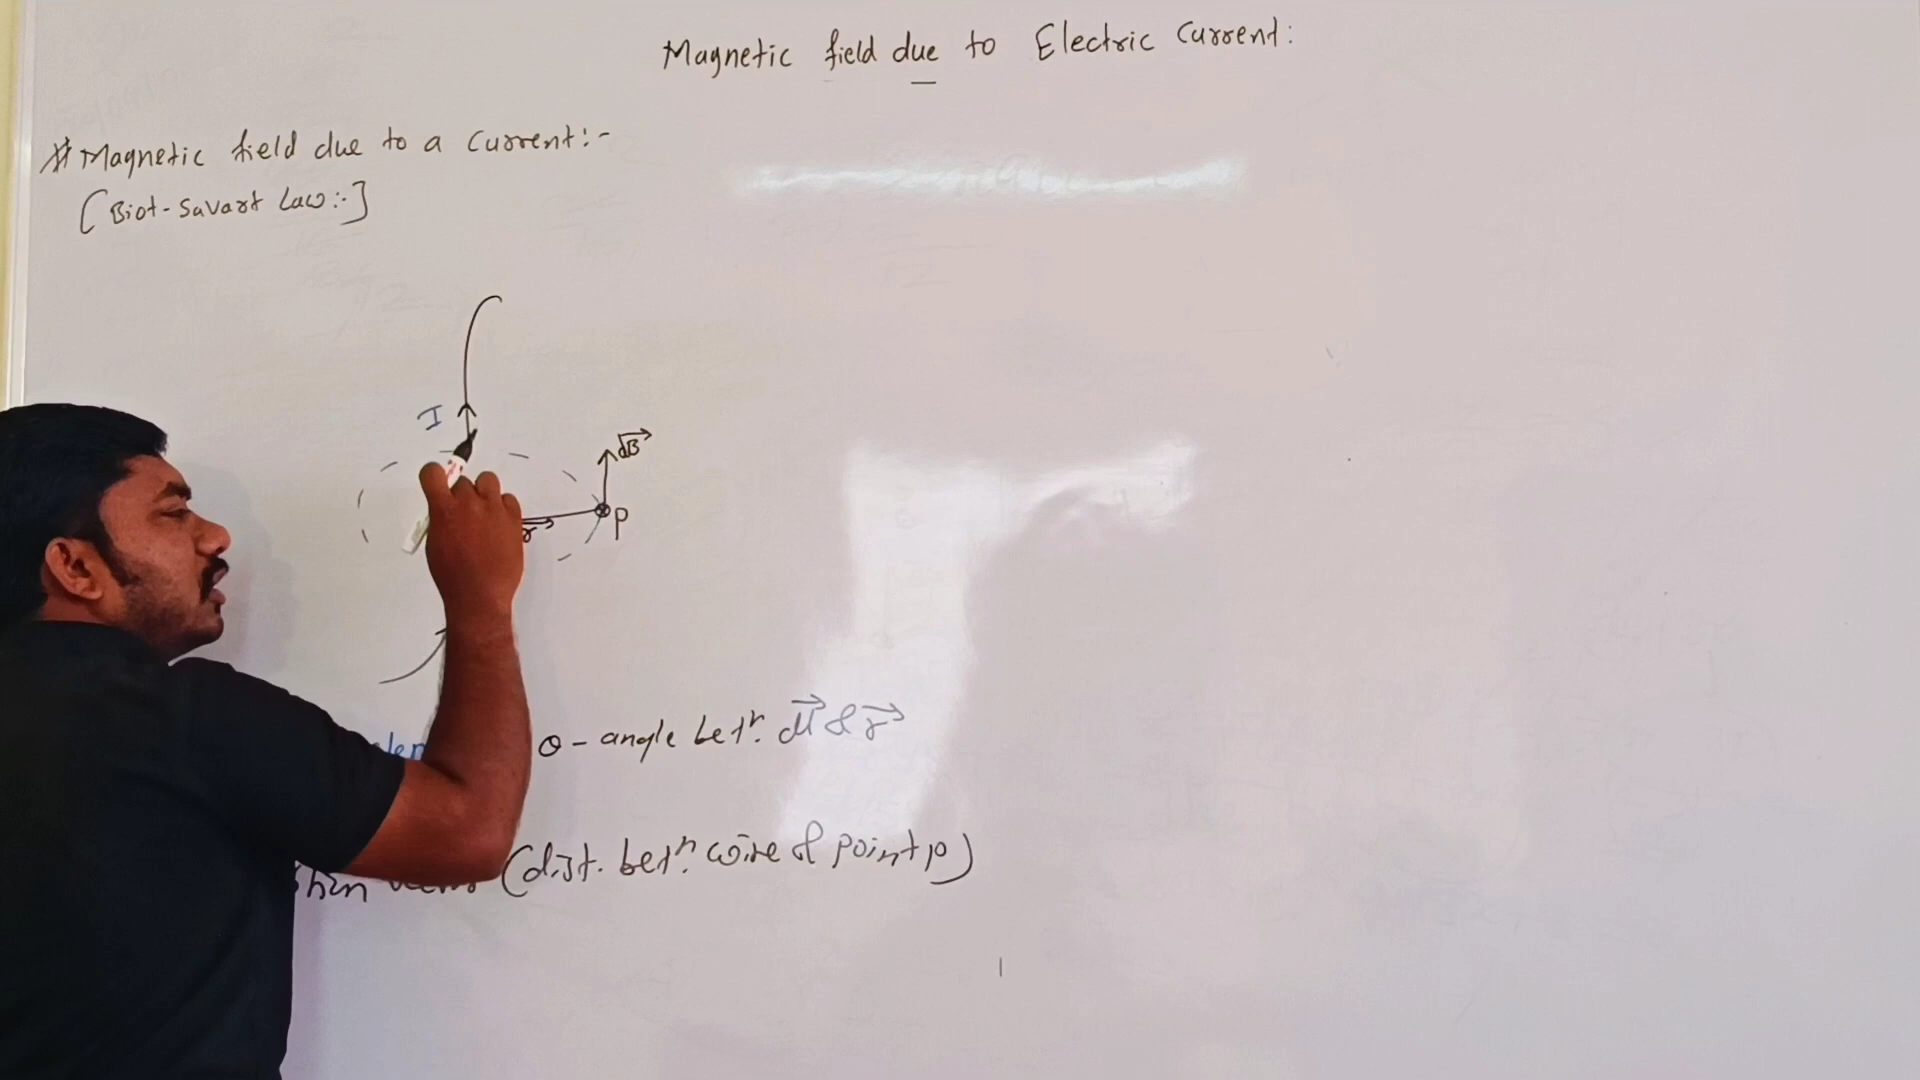 Magnetic field due to Electric Current:
# Magnetic field due to a Current:-
[Biot-Savart Law:-]
I
dB
r
P
θ - angle betn. dl & r
(dist. betn. wire & point p)